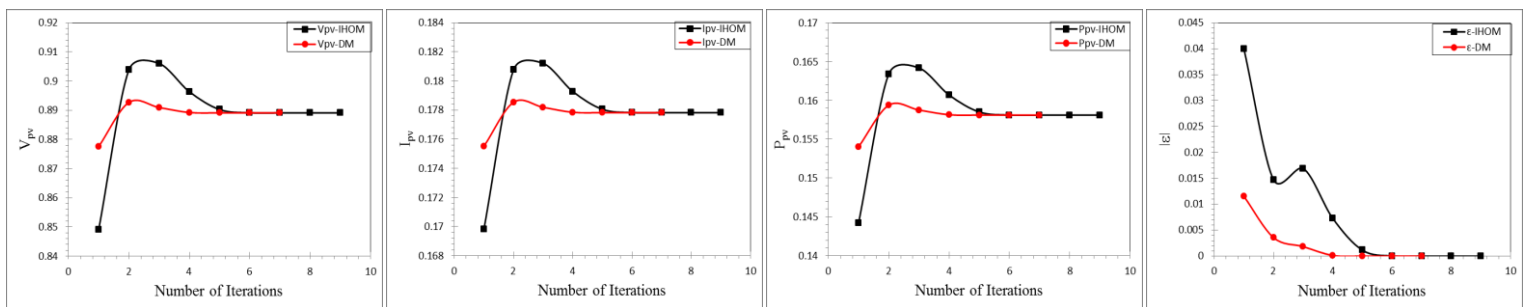 0.92
0.91
0.9
0.89
0.88
0.87
0.86
0.85
0.84
V_pv
Vpv-IHOM
Vpv-DM
0 2 4 6 8 10
Number of Iterations
0.184
0.182
0.18
0.178
0.176
0.174
0.172
0.17
0.168
I_pv
Ipv-IHOM
Ipv-DM
0 2 4 6 8 10
Number of Iterations
0.17
0.165
0.16
0.155
0.15
0.145
0.14
P_pv
Ppv-IHOM
Ppv-DM
0 2 4 6 8 10
Number of Iterations
0.045
0.04
0.035
0.03
0.025
0.02
0.015
0.01
0.005
0
|ε|
ε-IHOM
ε-DM
0 2 4 6 8 10
Number of Iterations